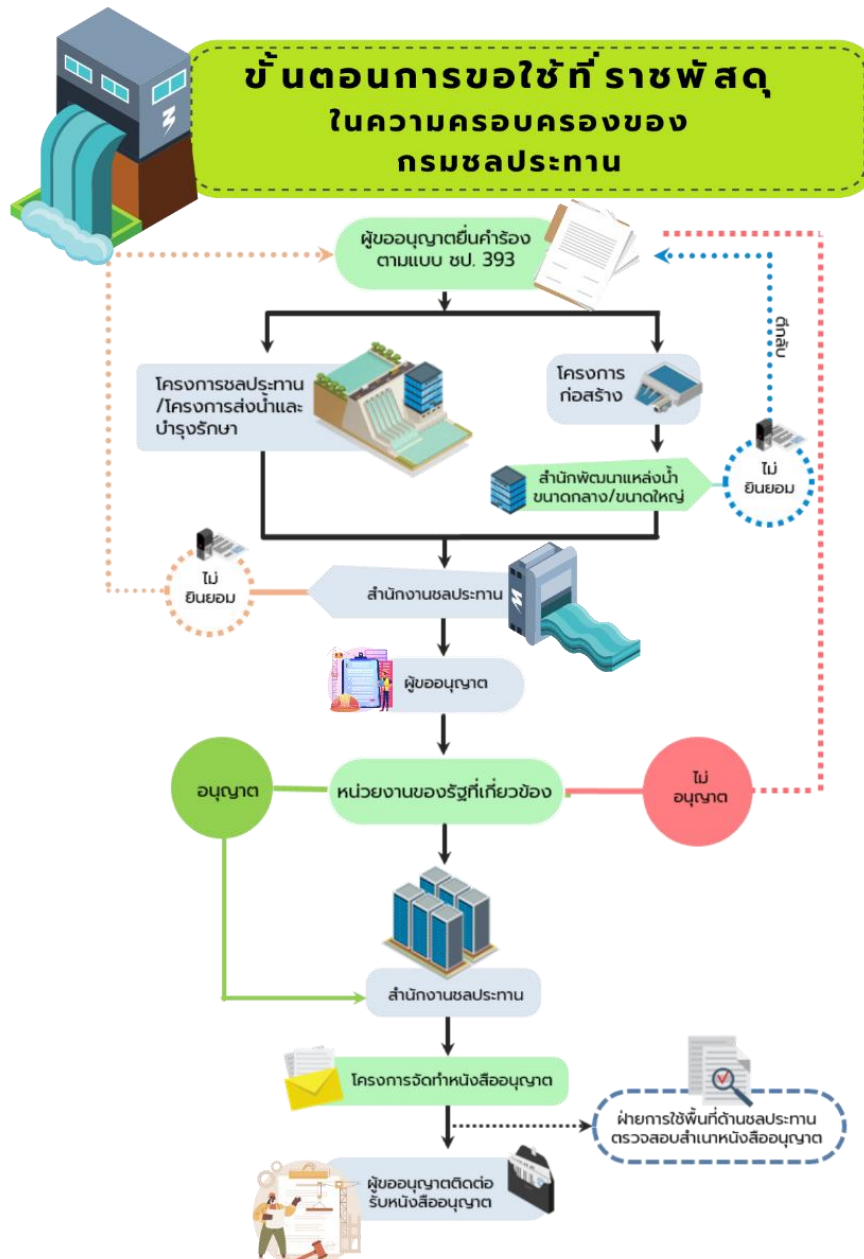 ขั้นตอนการขอใช้ที่ราชพัสดุ
ในความครอบครองของ
กรมชลประทาน
ผู้ขออนุญาตยื่นคำร้อง
ตามแบบ ชป. 393
ตีกลับ
โครงการชลประทาน
/โครงการส่งน้ำและ
บำรุงรักษา
โครงการ
ก่อสร้าง
สำนักพัฒนาแหล่งน้ำ
ขนาดกลาง/ขนาดใหญ่
ไม่
ยินยอม
ไม่
ยินยอม
สำนักงานชลประทาน
ผู้ขออนุญาต
อนุญาต
หน่วยงานของรัฐที่เกี่ยวข้อง
ไม่
อนุญาต
สำนักงานชลประทาน
โครงการจัดทำหนังสืออนุญาต
ฝ่ายการใช้พื้นที่ด้านชลประทาน
ตรวจสอบสำเนาหนังสืออนุญาต
ผู้ขออนุญาตติดต่อ
รับหนังสืออนุญาต